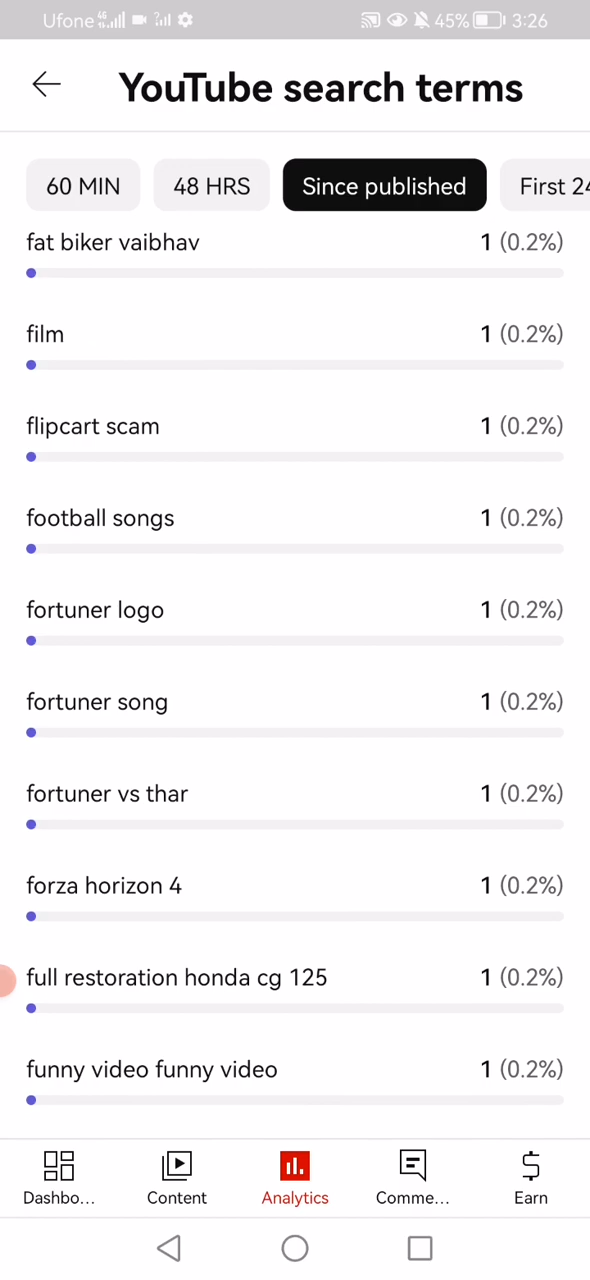 Ufone 4G 45% 3:26
YouTube search terms
60 MIN 48 HRS Since published First 24
fat biker vaibhav 1 (0.2%)
film 1 (0.2%)
flipcart scam 1 (0.2%)
football songs 1 (0.2%)
fortuner logo 1 (0.2%)
fortuner song 1 (0.2%)
fortuner vs thar 1 (0.2%)
forza horizon 4 1 (0.2%)
full restoration honda cg 125 1 (0.2%)
funny video funny video 1 (0.2%)
Dashbo... Content Analytics Comme... Earn